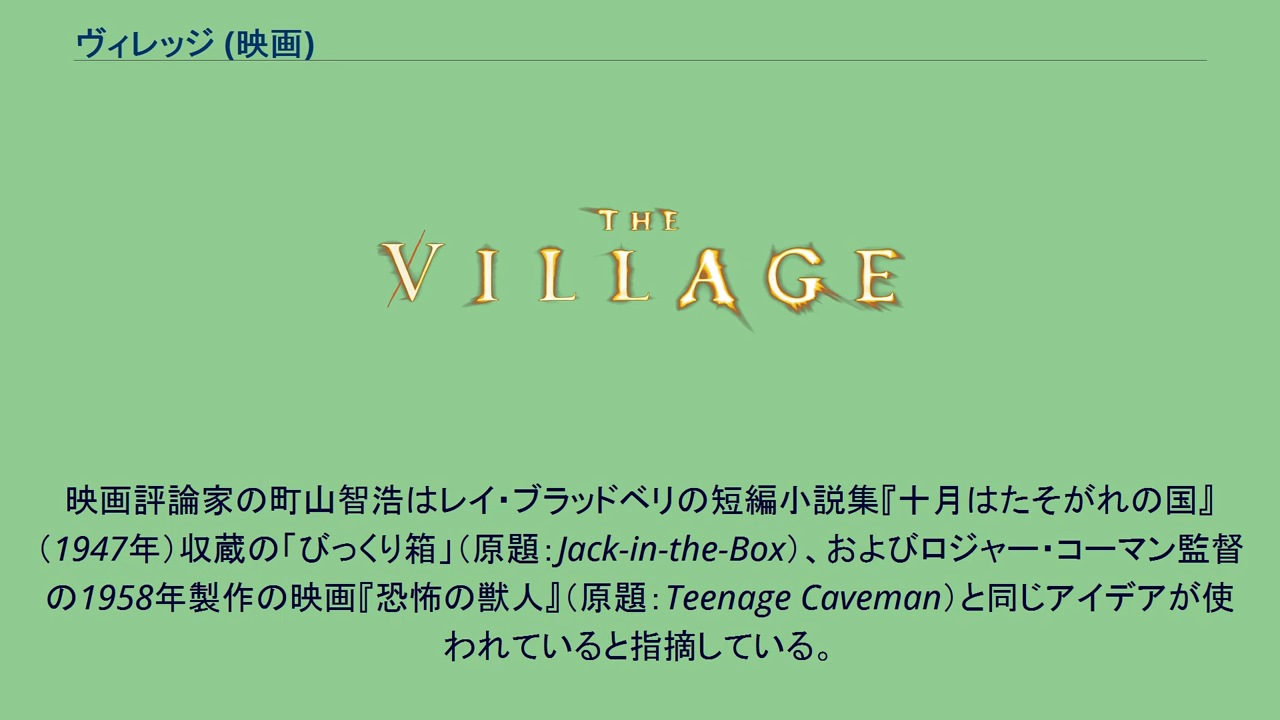 ヴィレッジ (映画)
THE
VILLAGE
映画評論家の町山智浩はレイ・ブラッドベリの短編小説集『十月はたそがれの国』
（1947年）収蔵の「びっくり箱」（原題：Jack-in-the-Box）、およびロジャー・コーマン監督
の1958年製作の映画『恐怖の獣人』（原題：Teenage Caveman）と同じアイデアが使
われていると指摘している。